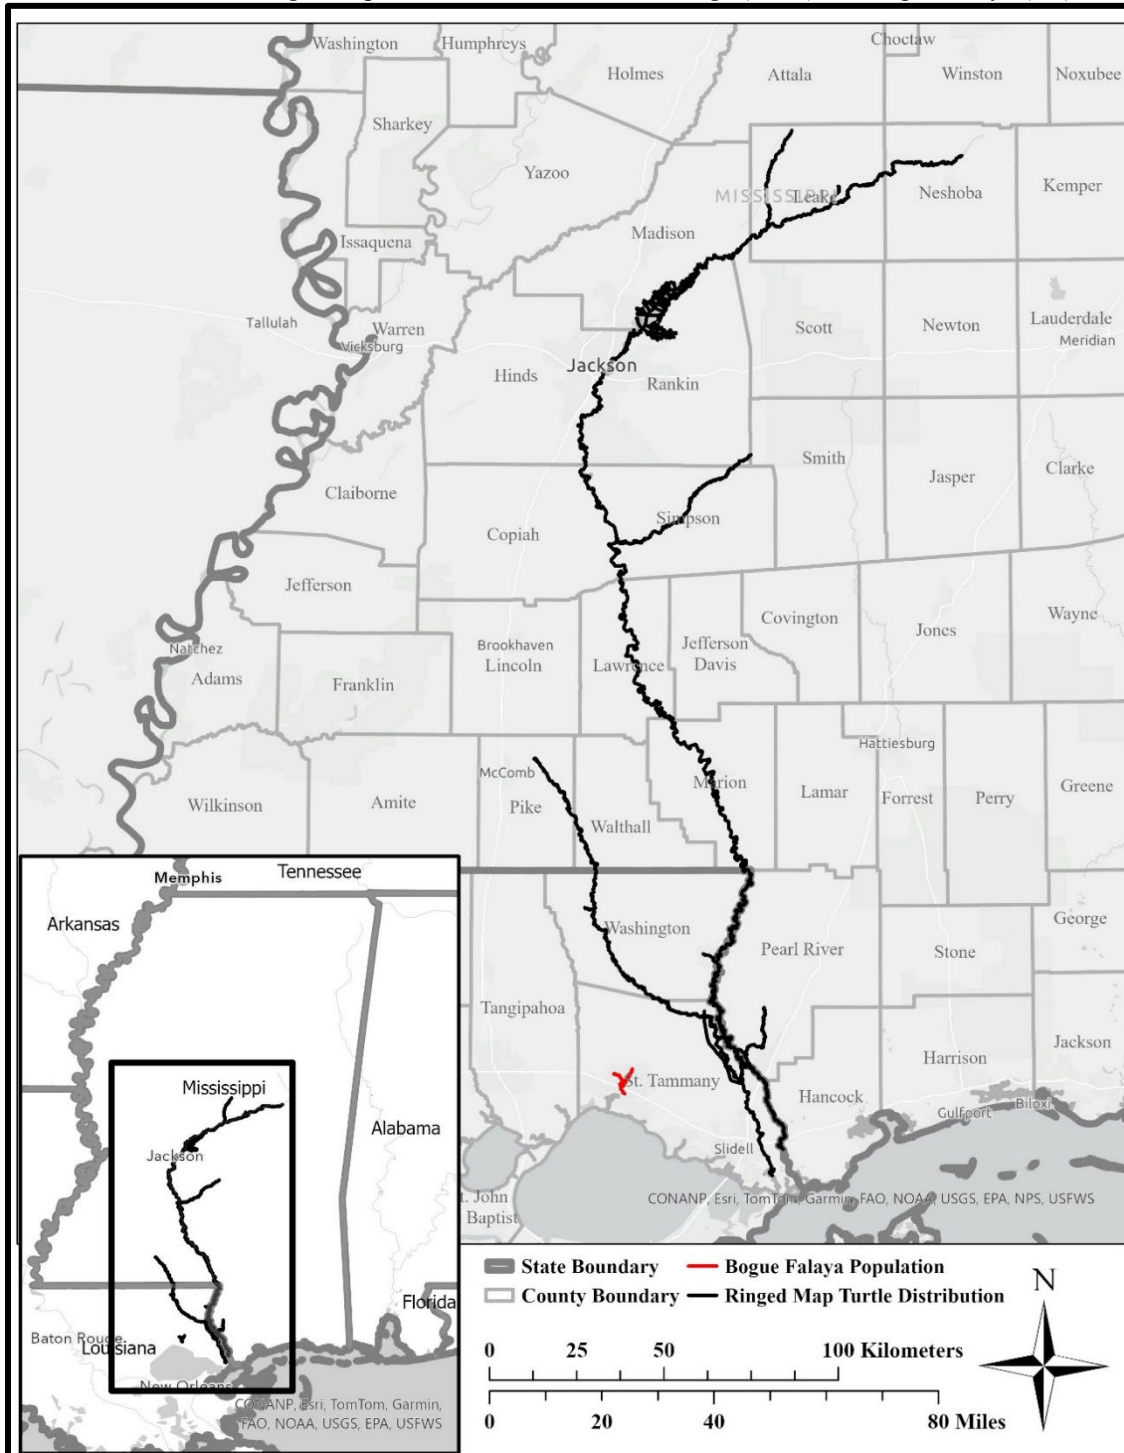 Washington
Humphreys
Choctaw
Holmes
Attala
Winston
Noxubee
Sharkey
Yazoo
MISSISSIPPI
Leake
Neshoba
Kemper
Issaquena
Madison
Tallulah
Warren
Vicksburg
Scott
Newton
Lauderdale
Meridian
Hinds
Jackson
Rankin
Claiborne
Smith
Jasper
Clarke
Copiah
Simpson
Jefferson
Covington
Jones
Wayne
Natchez
Adams
Franklin
Brookhaven
Lincoln
Lawrence
Jefferson
Davis
Hattiesburg
Wilkinson
Amite
McComb
Pike
Walthall
Marion
Lamar
Forrest
Perry
Greene
Washington
Pearl River
Stone
George
Tangipahoa
St. Tammany
Hancock
Harrison
Jackson
Gulfport
Biloxi
Slidell
t. John
Baptist
CONANP, Esri, TomTom, Garmin, FAO, NOAA, USGS, EPA, NPS, USFWS
Memphis
Tennessee
Arkansas
Mississippi
Jackson
Alabama
Florida
Baton Rouge
Louisiana
New Orleans
CONANP, Esri, TomTom, Garmin,
FAO, NOAA, USGS, EPA, USFWS
State Boundary
Bogue Falaya Population
County Boundary
Ringed Map Turtle Distribution
N
0 25 50 100 Kilometers
0 20 40 80 Miles